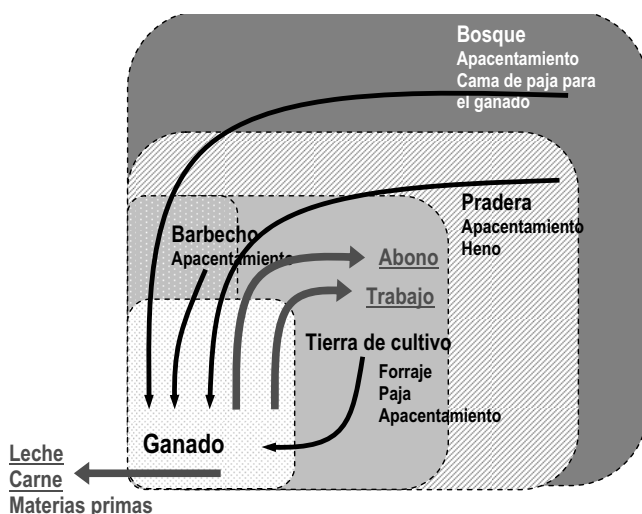 Bosque
Apacentamiento
Cama de paja para
el ganado
Pradera
Apacentamiento
Heno
Barbecho
Apacentamiento
Abono
Trabajo
Tierra de cultivo
Forraje
Paja
Apacentamiento
Ganado
Leche
Carne
Materias primas